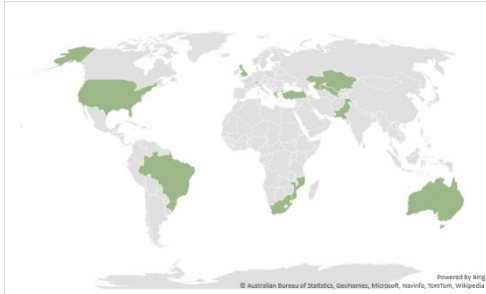 Powered by Bing
© Australian Bureau of Statistics, GeoNames, Microsoft, Navinfo, TomTom, Wikipedia